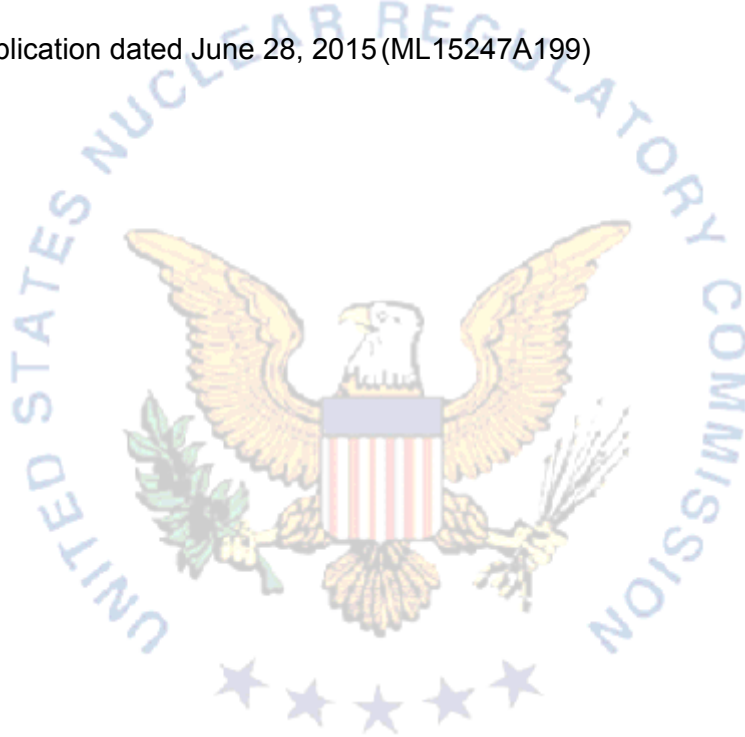 plication dated June 28, 2015 (ML15247A199)
UNITED STATES NUCLEAR REGULATORY COMMISSION